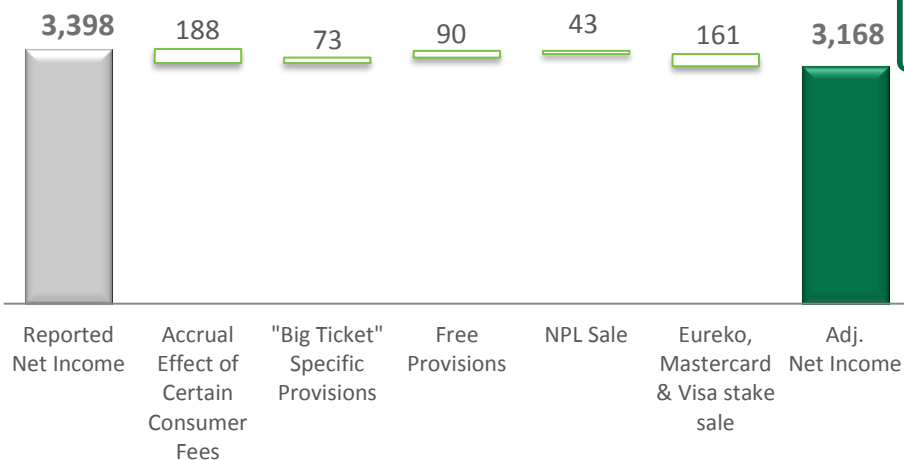 3,398
188
73
90
43
161
3,168
Reported
Net Income
Accrual
Effect of
Certain
Consumer
Fees
"Big Ticket"
Specific
Provisions
Free
Provisions
NPL Sale
Eureko,
Mastercard
& Visa stake
sale
Adj.
Net Income